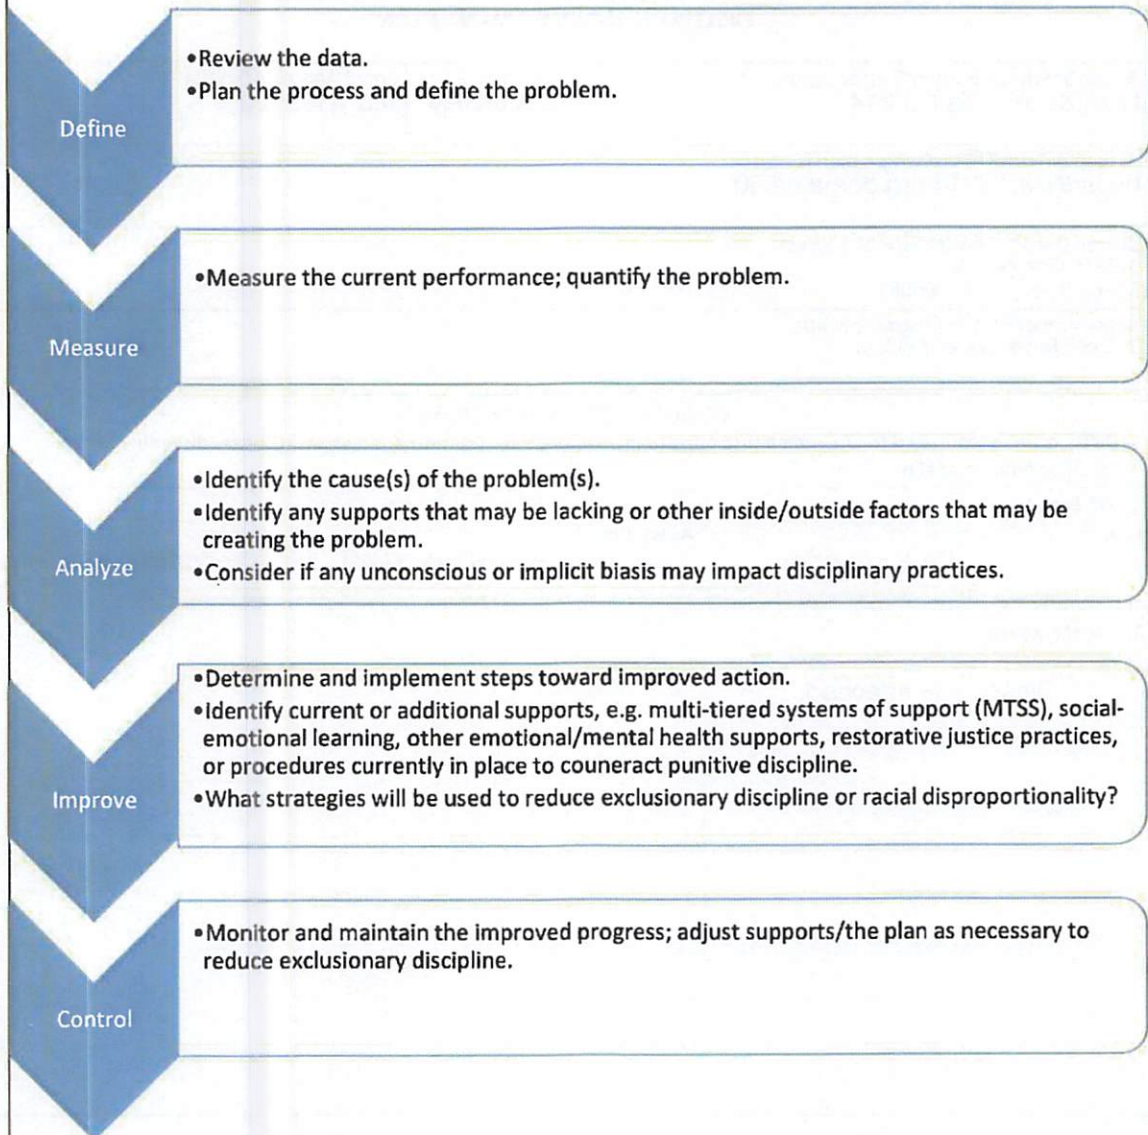 Define
•Review the data.
•Plan the process and define the problem.
Measure
•Measure the current performance; quantify the problem.
Analyze
•Identify the cause(s) of the problem(s).
•Identify any supports that may be lacking or other inside/outside factors that may be
creating the problem.
•Consider if any unconscious or implicit biasis may impact disciplinary practices.
Improve
•Determine and implement steps toward improved action.
•Identify current or additional supports, e.g. multi-tiered systems of support (MTSS), social-
emotional learning, other emotional/mental health supports, restorative justice practices,
or procedures currently in place to couneract punitive discipline.
•What strategies will be used to reduce exclusionary discipline or racial disproportionality?
Control
•Monitor and maintain the improved progress; adjust supports/the plan as necessary to
reduce exclusionary discipline.